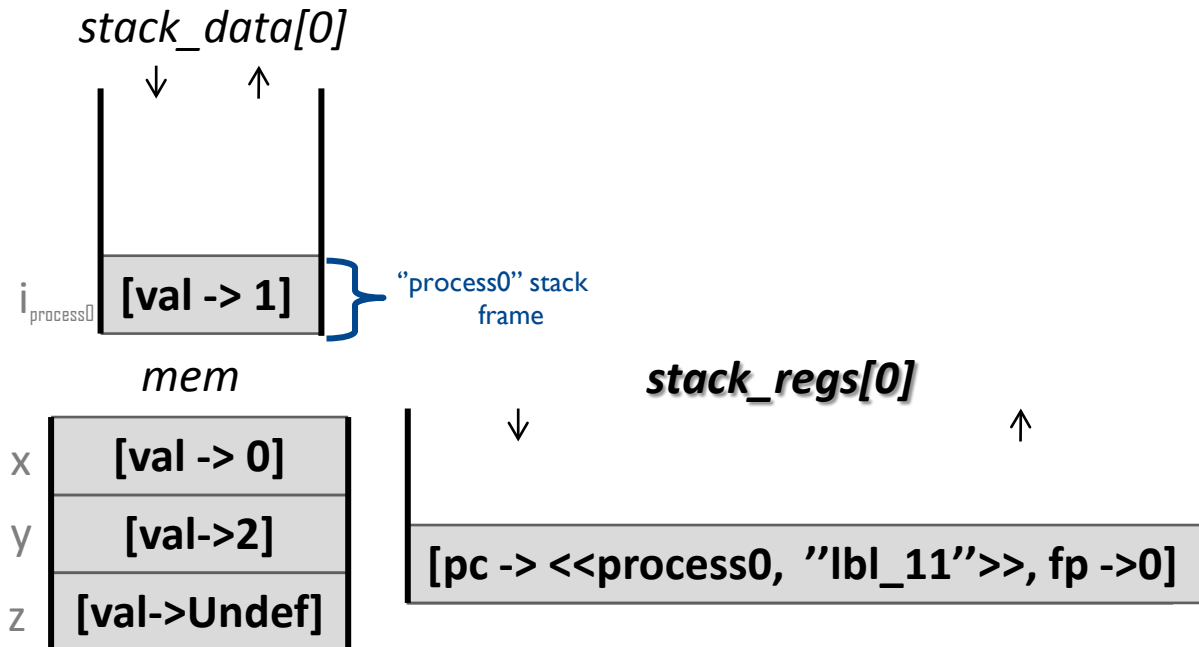 stack_data[0]
i process0
[val -> 1]
‘’process0’’ stack
frame
mem
x
[val -> 0]
y
[val->2]
z
[val->Undef]
stack_regs[0]
[pc -> <<process0, ’’lbl_11’’>>, fp ->0]